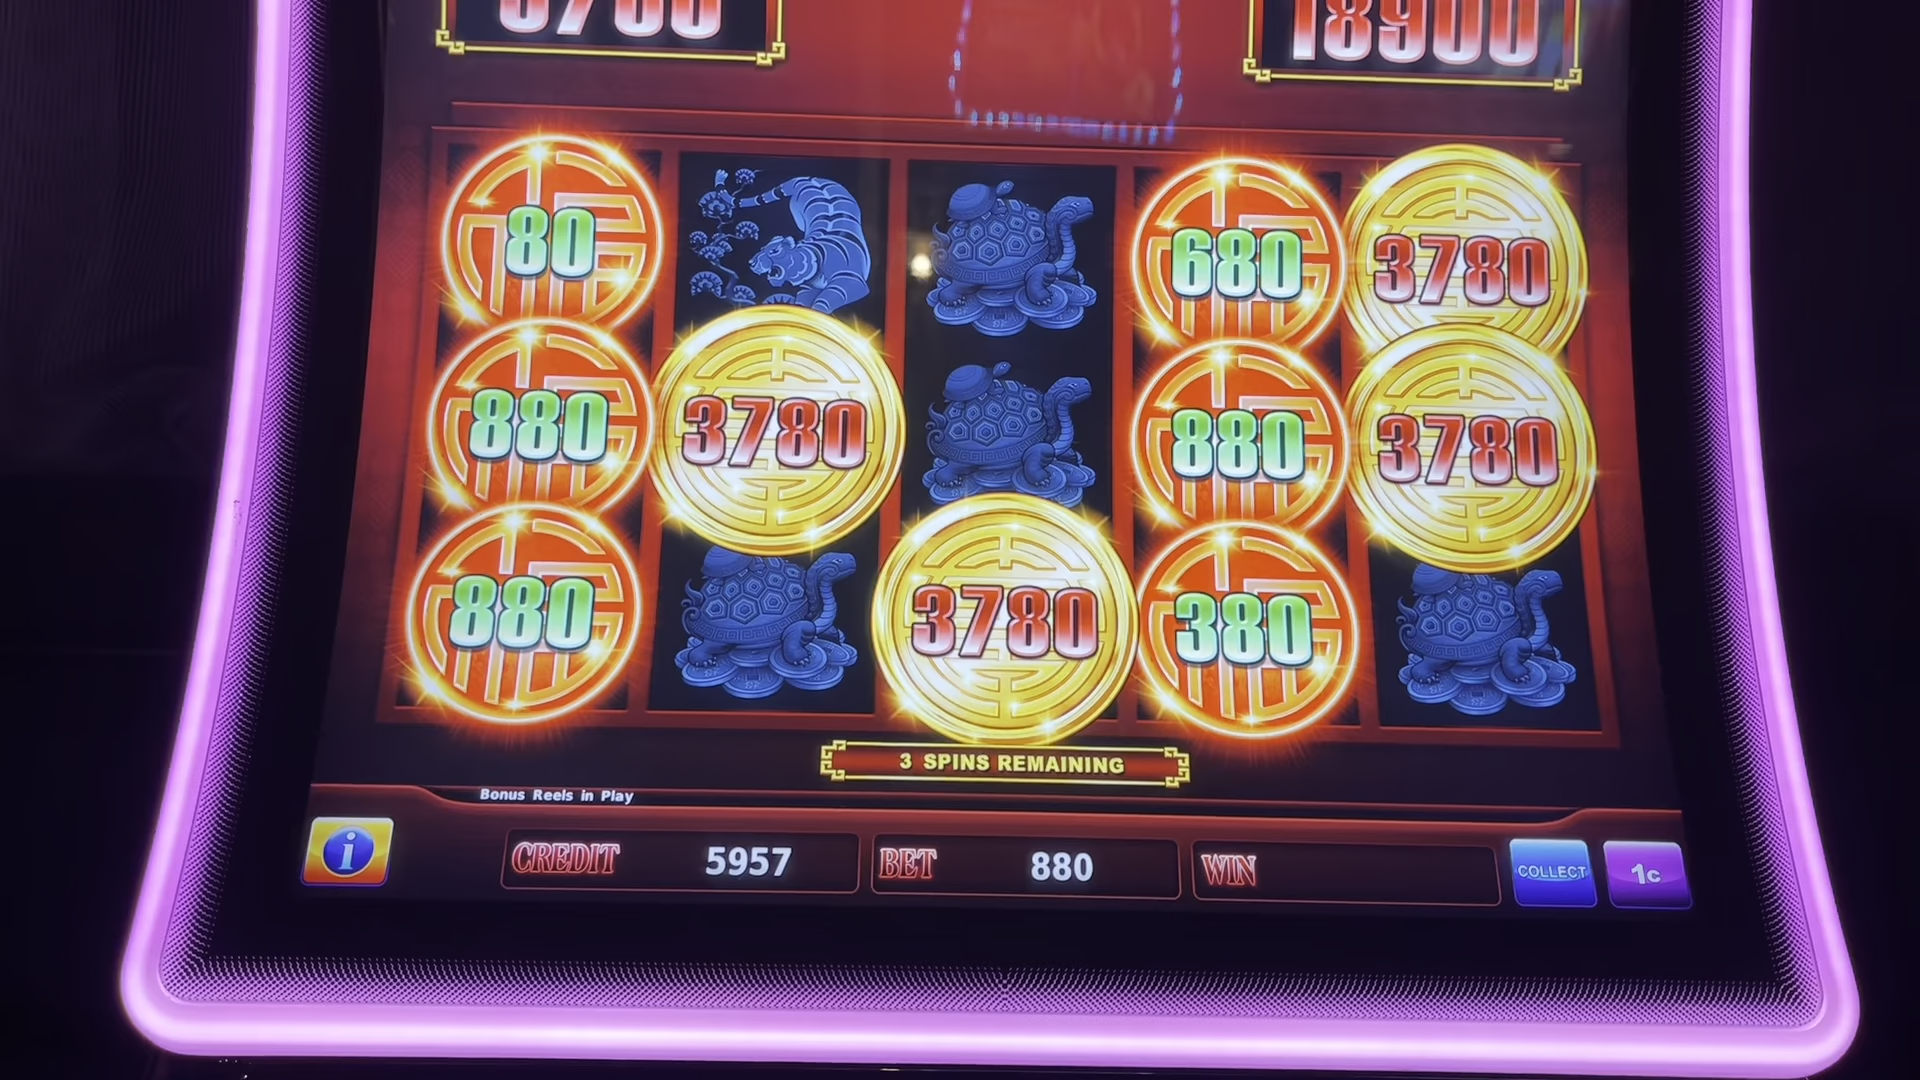 18900
80
680
3780
880
3780
880
3780
880
3780
380
3 SPINS REMAINING
Bonus Reels in Play
CREDIT 5957 BET 880 WIN COLLECT 1c
i